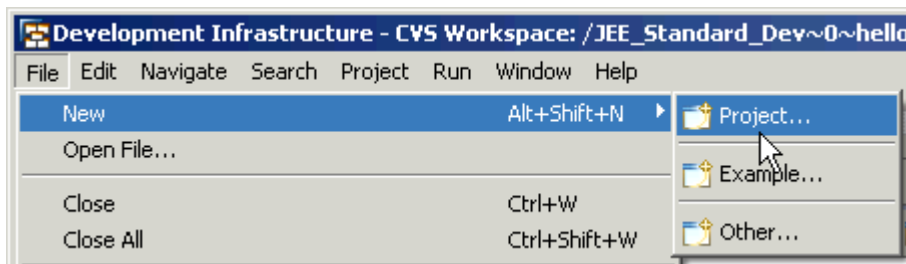 Development Infrastructure - CVS Workspace: /JEE_Standard_Dev~0~hello
File Edit Navigate Search Project Run Window Help
New Alt+Shift+N
Project...
Open File...
Example...
Close Ctrl+W
Close All Ctrl+Shift+W
Other...